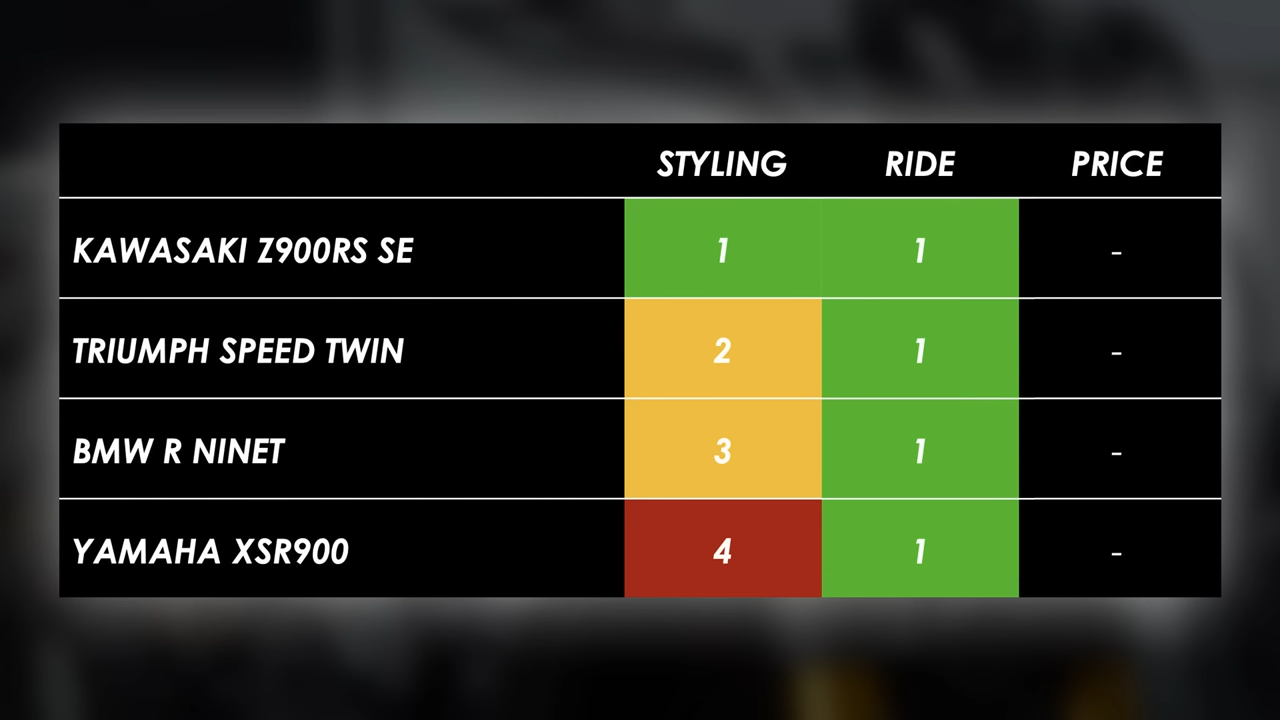 STYLING RIDE PRICE
KAWASAKI Z900RS SE 1 1 -
TRIUMPH SPEED TWIN 2 1 -
BMW R NINET 3 1 -
YAMAHA XSR900 4 1 -